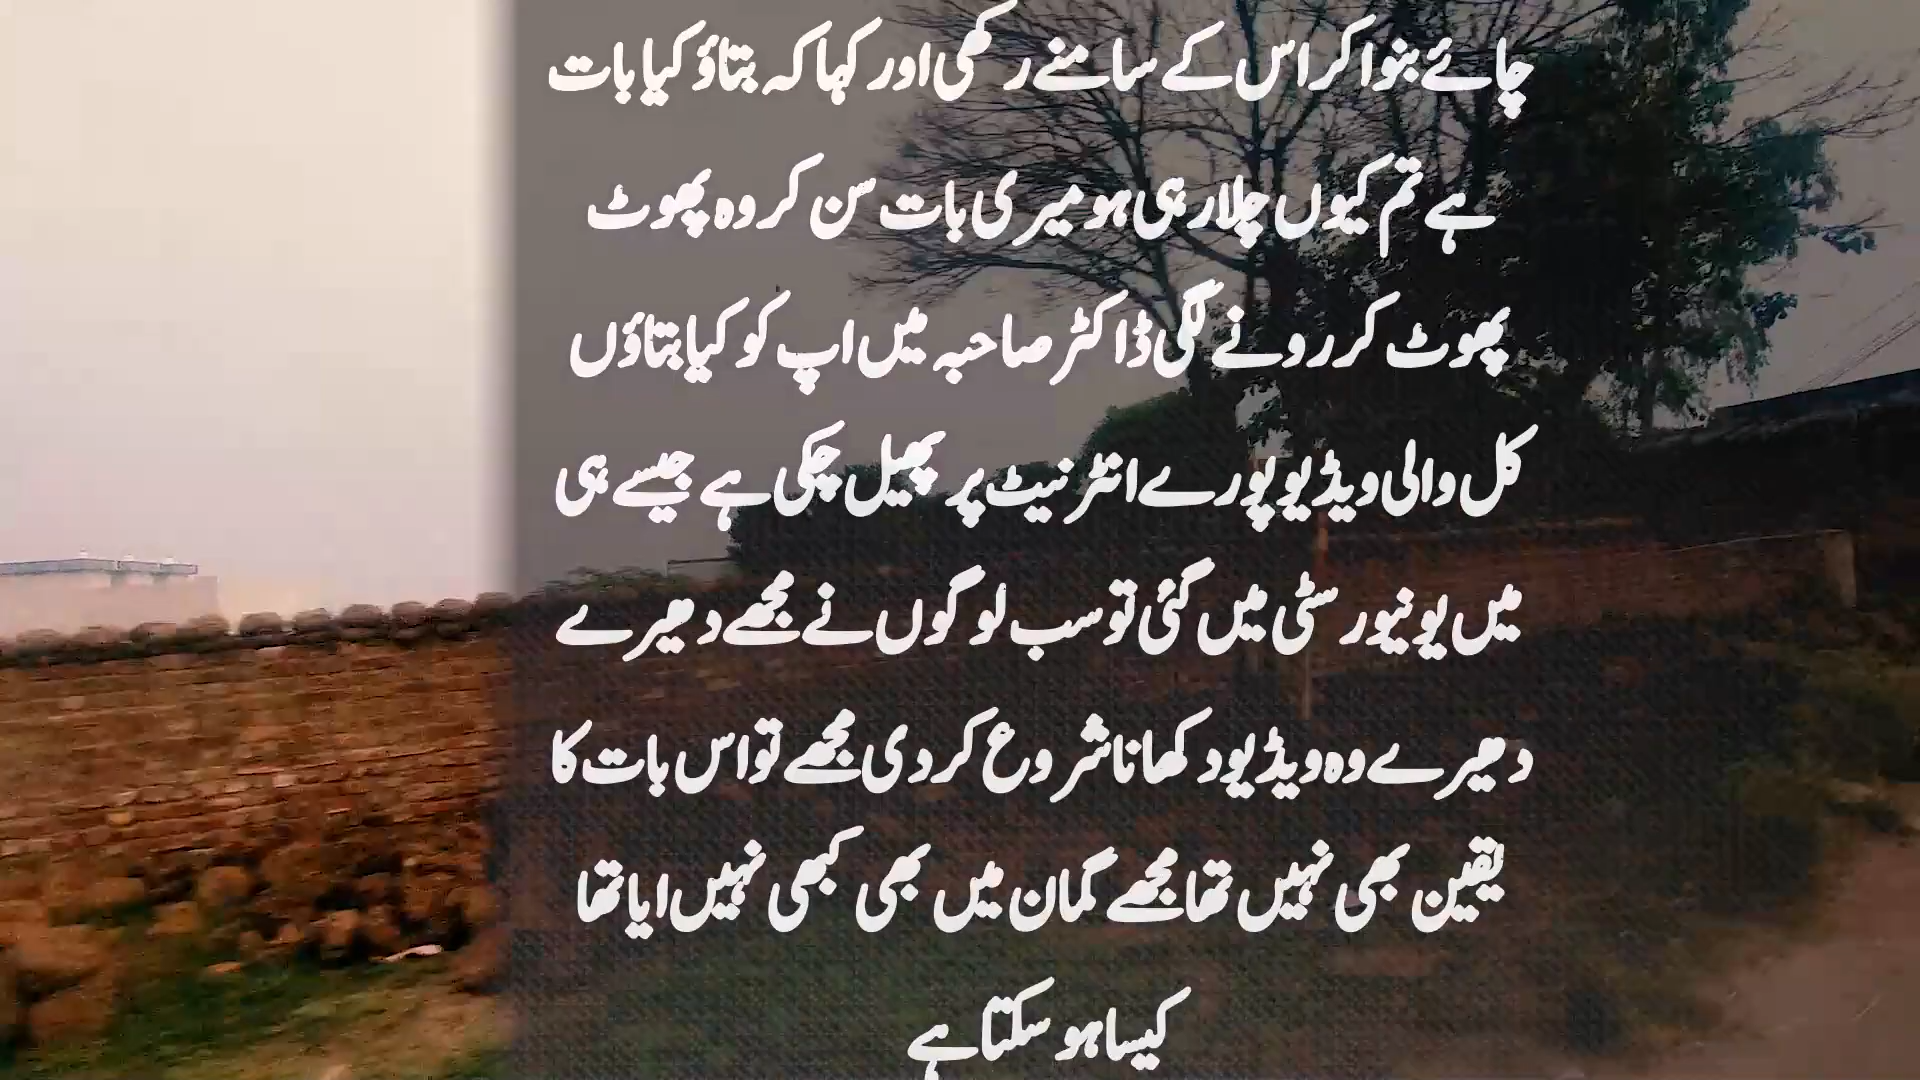 چائے بنوا کر اس کے سامنے رکھی اور کہا کہ بتاؤ کیا بات
ہے تم کیوں چلا رہی ہو میری بات سن کر وہ پھوٹ
پھوٹ کر رونے لگی ڈاکٹر صاحبہ میں اپ کو کیا بتاؤں
کل والی ویڈیو پورے انٹرنیٹ پر پھیل چکی ہے جیسے ہی
میں یونیورسٹی میں گئی تو سب لوگوں نے مجھے دھیرے
دھیرے وہ ویڈیو دکھانا شروع کر دی مجھے تو اس بات کا
یقین بھی نہیں تھا مجھے گمان میں بھی کبھی نہیں ایا تھا
کیسا ہو سکتا ہے